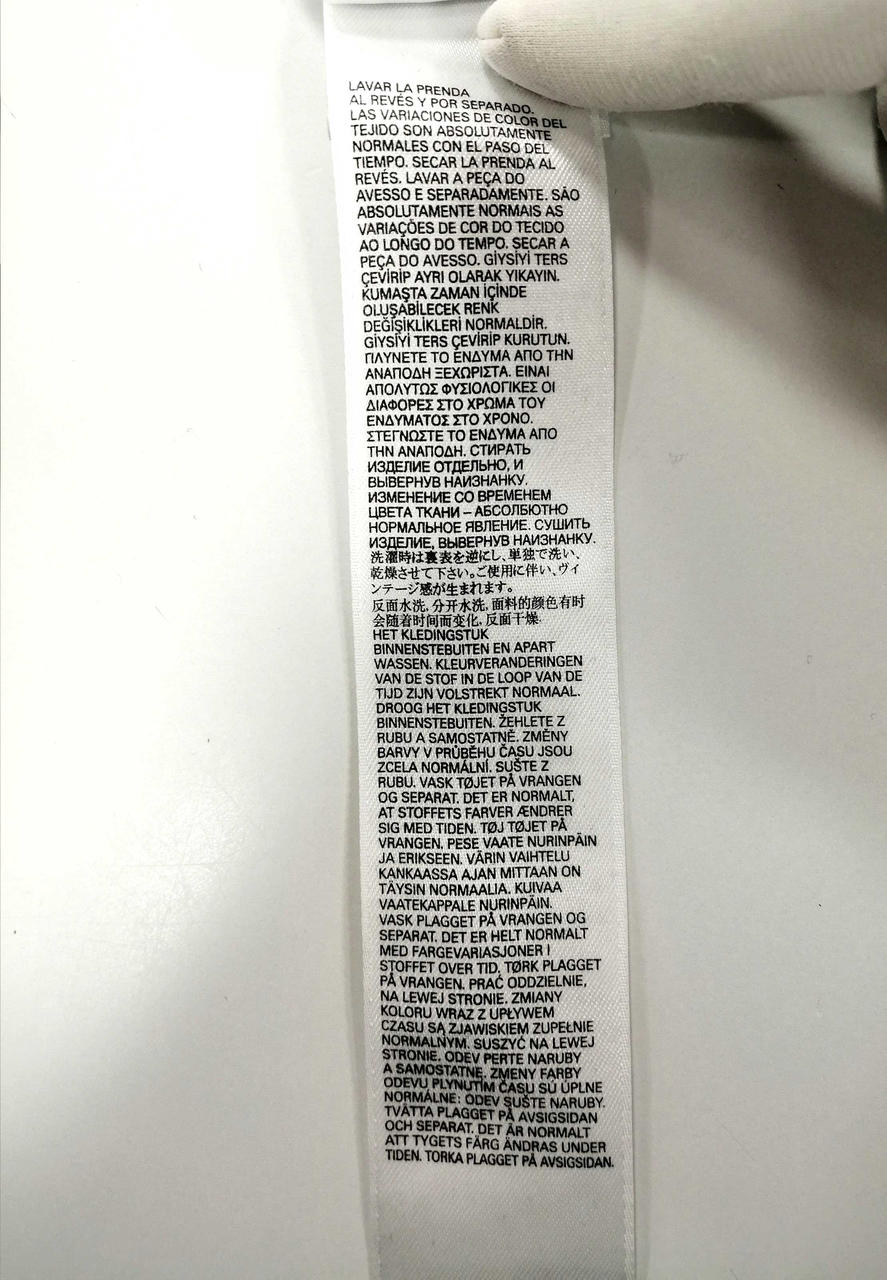 LAVAR LA PRENDA
AL REVÉS Y POR SEPARADO.
LAS VARIACIONES DE COLOR DEL
TEJIDO SON ABSOLUTAMENTE
NORMALES CON EL PASO DEL
TIEMPO. SECAR LA PRENDA AL
REVÉS. LAVAR A PEÇA DO
AVESSO E SEPARADAMENTE. SÃO
ABSOLUTAMENTE NORMAIS AS
VARIAÇÕES DE COR DO TECIDO
AO LONGO DO TEMPO. SECAR A
PEÇA DO AVESSO. GİYSİYİ TERS
ÇEVİRİP AYRI OLARAK YIKAYIN.
KUMAŞTA ZAMAN İÇİNDE
OLUŞABİLECEK RENK
DEĞİŞİKLİKLERİ NORMALDİR.
GİYSİYİ TERS ÇEVİRİP KURUTUN.
ΠΛΥΝΕΤΕ ΤΟ ΕΝΔΥΜΑ ΑΠΟ ΤΗΝ
ΑΝΑΠΟΔΗ ΞΕΧΩΡΙΣΤΑ. ΕΙΝΑΙ
ΑΠΟΛΥΤΩΣ ΦΥΣΙΟΛΟΓΙΚΕΣ ΟΙ
ΔΙΑΦΟΡΕΣ ΣΤΟ ΧΡΩΜΑ ΤΟΥ
ΕΝΔΥΜΑΤΟΣ ΣΤΟ ΧΡΟΝΟ.
ΣΤΕΓΝΩΣΤΕ ΤΟ ΕΝΔΥΜΑ ΑΠΟ
ΤΗΝ ΑΝΑΠΟΔΗ. СТИРАТЬ
ИЗДЕЛИЕ ОТДЕЛЬНО, И
ВЫВЕРНУВ НАИЗНАНКУ.
ИЗМЕНЕНИЕ СО ВРЕМЕНЕМ
ЦВЕТА ТКАНИ – АБСОЛБЮТНО
НОРМАЛЬНОЕ ЯВЛЕНИЕ. СУШИТЬ
ИЗДЕЛИЕ, ВЫВЕРНУВ НАИЗНАНКУ.
洗濯時は裏表を逆にし、単独で洗い、
乾燥させて下さい。ご使用に伴い、ヴィ
ンテージ感が生まれます。
反面水洗, 分开水洗, 面料的颜色有时
会随着时间而变化, 反面干燥.
HET KLEDINGSTUK
BINNENSTEBUITEN EN APART
WASSEN. KLEURVERANDERINGEN
VAN DE STOF IN DE LOOP VAN DE
TIJD ZIJN VOLSTREKT NORMAAL.
DROOG HET KLEDINGSTUK
BINNENSTEBUITEN. ŽEHLETE Z
RUBU A SAMOSTATNĚ. ZMĚNY
BARVY V PRŮBĚHU ČASU JSOU
ZCELA NORMÁLNÍ. SUŠTE Z
RUBU. VASK TØJET PÅ VRANGEN
OG SEPARAT. DET ER NORMALT,
AT STOFFETS FARVER ÆNDRER
SIG MED TIDEN. TØJ TØJET PÅ
VRANGEN. PESE VAATE NURINPÄIN
JA ERIKSEEN. VÄRIN VAIHTELU
KANKAASSA AJAN MITTAAN ON
TÄYSIN NORMAALIA. KUIVAA
VAATEKAPPALE NURINPÄIN.
VASK PLAGGET PÅ VRANGEN OG
SEPARAT. DET ER HELT NORMALT
MED FARGEVARIASJONER I
STOFFET OVER TID. TØRK PLAGGET
PÅ VRANGEN. PRAĆ ODDZIELNIE,
NA LEWEJ STRONIE. ZMIANY
KOLORU WRAZ Z UPŁYWEM
CZASU SĄ ZJAWISKIEM ZUPEŁNIE
NORMALNYM. SUSZYĆ NA LEWEJ
STRONIE. ODEV PERTE NARUBY
A SAMOSTATNE. ZMENY FARBY
ODEVU PLYNUTÍM ČASU SÚ ÚPLNE
NORMÁLNE: ODEV SUŠTE NARUBY.
TVÄTTA PLAGGET PÅ AVSIGSIDAN
OCH SEPARAT. DET ÄR NORMALT
ATT TYGETS FÄRG ÄNDRAS UNDER
TIDEN. TORKA PLAGGET PÅ AVSIGSIDAN.